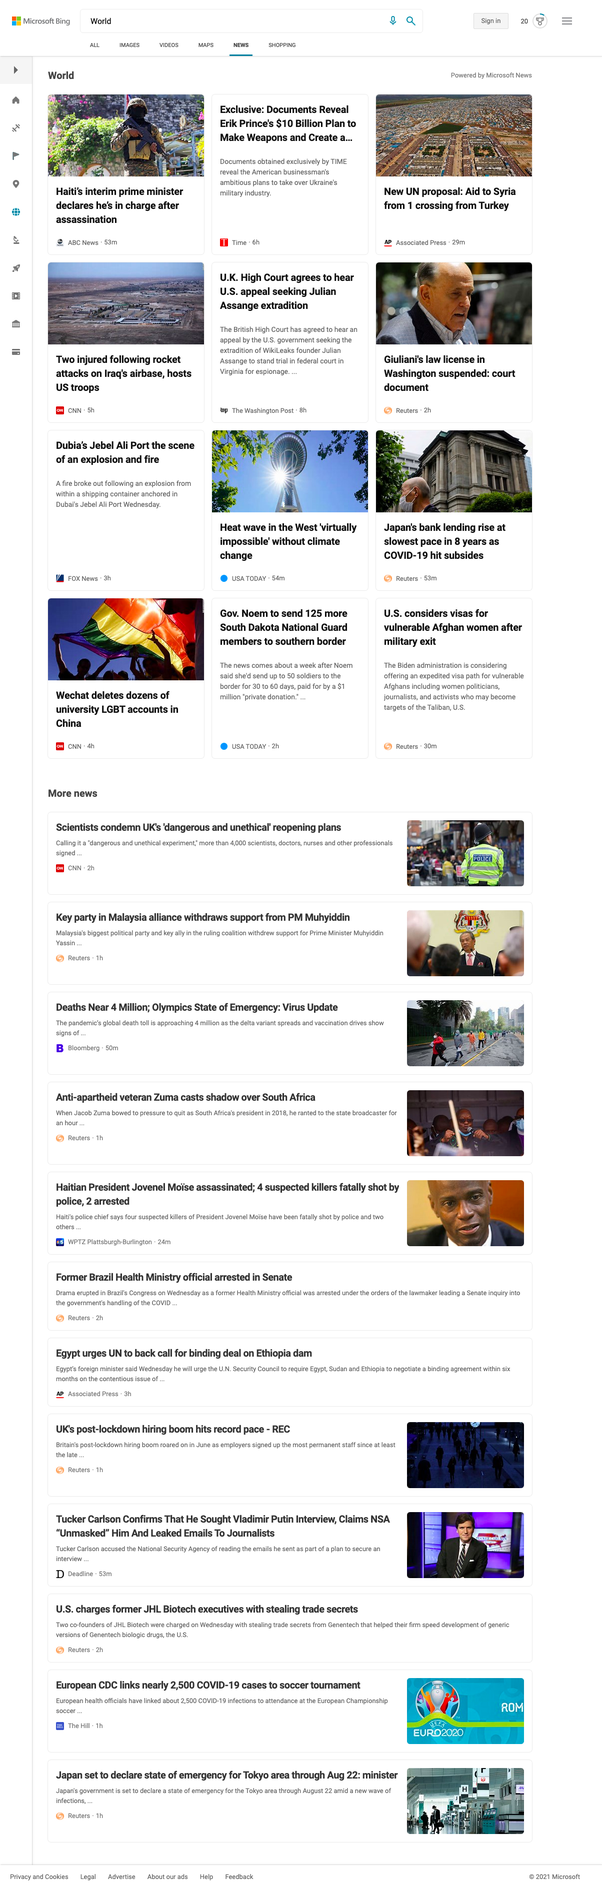 Microsoft Bing
World
Sign in
20
ALL
IMAGES
VIDEOS
MAPS
NEWS
SHOPPING
World
Powered by Microsoft News
Haiti's interim prime minister
declares he's in charge after
assassination
ABC News · 53m
Exclusive: Documents Reveal
Erik Prince's $10 Billion Plan to
Make Weapons and Create a...
Documents obtained exclusively by TIME
reveal the American businessman's
ambitious plans to take over Ukraine's
military industry.
Time · 6h
New UN proposal: Aid to Syria
from 1 crossing from Turkey
AP Associated Press · 29m
Two injured following rocket
attacks on Iraq's airbase, hosts
US troops
CNN · 5h
U.K. High Court agrees to hear
U.S. appeal seeking Julian
Assange extradition
The British High Court has agreed to hear an
appeal by the U.S. government seeking the
extradition of WikiLeaks founder Julian
Assange to stand trial in federal court in
Virginia for espionage. ...
wp The Washington Post · 8h
Giuliani's law license in
Washington suspended: court
document
Reuters · 2h
Dubia's Jebel Ali Port the scene
of an explosion and fire
A fire broke out following an explosion from
within a shipping container anchored in
Dubai's Jebel Ali Port Wednesday.
FOX News · 3h
Heat wave in the West 'virtually
impossible' without climate
change
USA TODAY · 54m
Japan's bank lending rise at
slowest pace in 8 years as
COVID-19 hit subsides
Reuters · 53m
Wechat deletes dozens of
university LGBT accounts in
China
CNN · 4h
Gov. Noem to send 125 more
South Dakota National Guard
members to southern border
The news comes about a week after Noem
said she'd send up to 50 soldiers to the
border for 30 to 60 days, paid for by a $1
million "private donation." ...
USA TODAY · 2h
U.S. considers visas for
vulnerable Afghan women after
military exit
The Biden administration is considering
offering an expedited visa path for vulnerable
Afghans including women politicians,
journalists, and activists who may become
targets of the Taliban, U.S.
Reuters · 30m
More news
Scientists condemn UK's 'dangerous and unethical' reopening plans
Calling it a "dangerous and unethical experiment," more than 4,000 scientists, doctors, nurses and other professionals
signed ...
CNN · 2h
POLICE
Key party in Malaysia alliance withdraws support from PM Muhyiddin
Malaysia's biggest political party and key ally in the ruling coalition withdrew support for Prime Minister Muhyiddin
Yassin ...
Reuters · 1h
Deaths Near 4 Million; Olympics State of Emergency: Virus Update
The pandemic's global death toll is approaching 4 million as the delta variant spreads and vaccination drives show
signs of ...
B Bloomberg · 50m
Anti-apartheid veteran Zuma casts shadow over South Africa
When Jacob Zuma bowed to pressure to quit as South Africa's president in 2018, he ranted to the state broadcaster for
an hour ...
Reuters · 1h
Haitian President Jovenel Moïse assassinated; 4 suspected killers fatally shot by
police, 2 arrested
Haiti's police chief says four suspected killers of President Jovenel Moïse have been fatally shot by police and two
others ...
WPTZ Plattsburgh-Burlington · 24m
Former Brazil Health Ministry official arrested in Senate
Drama erupted in Brazil's Congress on Wednesday as a former Health Ministry official was arrested under the orders of the lawmaker leading a Senate inquiry into
the government's handling of the COVID ...
Reuters · 2h
Egypt urges UN to back call for binding deal on Ethiopia dam
Egypt's foreign minister said Wednesday he will urge the U.N. Security Council to require Egypt, Sudan and Ethiopia to negotiate a binding agreement within six
months on the contentious issue of ...
AP Associated Press · 3h
UK's post-lockdown hiring boom hits record pace - REC
Britain's post-lockdown hiring boom roared on in June as employers signed up the most permanent staff since at least
the late ...
Reuters · 1h
Tucker Carlson Confirms That He Sought Vladimir Putin Interview, Claims NSA
"Unmasked" Him And Leaked Emails To Journalists
Tucker Carlson accused the National Security Agency of reading the emails he sent as part of a plan to secure an
interview ...
D Deadline · 53m
U.S. charges former JHL Biotech executives with stealing trade secrets
Two co-founders of JHL Biotech were charged on Wednesday with stealing trade secrets from Genentech that helped their firm speed development of generic
versions of Genentech biologic drugs, the U.S.
Reuters · 2h
European CDC links nearly 2,500 COVID-19 cases to soccer tournament
European health officials have linked about 2,500 COVID-19 infections to attendance at the European Championship
soccer ...
The Hill · 1h
ROM
EURO2020
Japan set to declare state of emergency for Tokyo area through Aug 22: minister
Japan's government is set to declare a state of emergency for the Tokyo area through August 22 amid a new wave of
infections, ...
Reuters · 1h
Privacy and Cookies
Legal
Advertise
About our ads
Help
Feedback
© 2021 Microsoft